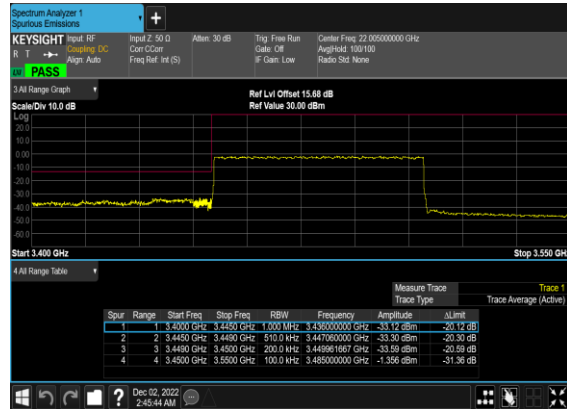 Spectrum Analyzer 1
Spurious Emissions
KEYSIGHT Input: RF Input Z: 50 Ω Atten: 30 dB Trig: Free Run Center Freq: 22.005000000 GHz
R T Coupling: DC Corr CCorr Gate: Off Avg|Hold: 100/100
Align: Auto Freq Ref: Int (S) IF Gain: Low Radio Std: None
PASS
3 All Range Graph
Ref Lvl Offset 15.68 dB
Scale/Div 10.0 dB Ref Value 30.00 dBm
Log
20.0
10.0
0.00
-10.0
-20.0
-30.0
-40.0
-50.0
-60.0
Start 3.400 GHz Stop 3.550 GH
4 All Range Table
Measure Trace Trace 1
Trace Type Trace Average (Active)
Spur Range Start Freq Stop Freq RBW Frequency Amplitude ΔLimit
1 1 3.4000 GHz 3.4450 GHz 1.000 MHz 3.436000000 GHz -33.12 dBm -20.12 dB
2 2 3.4450 GHz 3.4490 GHz 510.0 kHz 3.447060000 GHz -33.30 dBm -20.30 dB
3 3 3.4490 GHz 3.4500 GHz 200.0 kHz 3.449961667 GHz -33.59 dBm -20.59 dB
4 4 3.4500 GHz 3.5500 GHz 100.0 kHz 3.485000000 GHz -1.356 dBm -31.36 dB
? Dec 02, 2022
2:45:44 AM